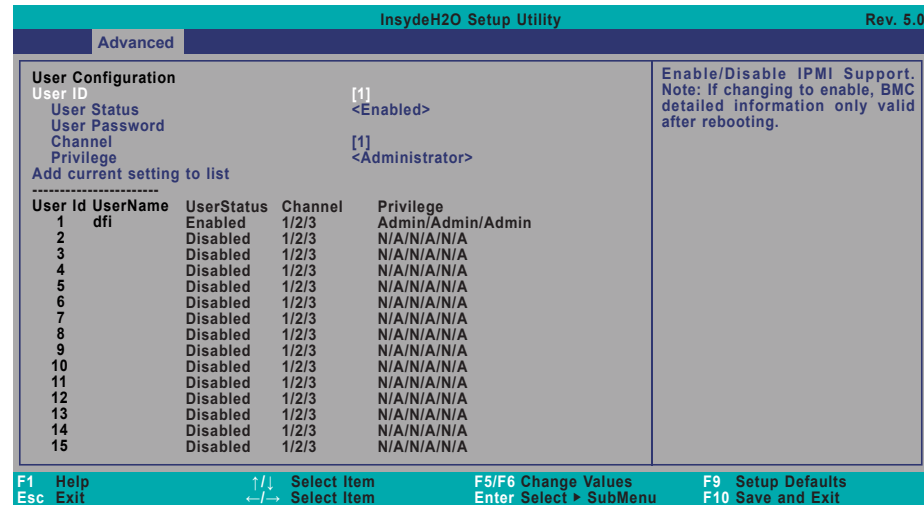 InsydeH2O Setup Utility Rev. 5.0
Advanced
User Configuration
User ID [1]
User Status <Enabled>
User Password
Channel [1]
Privilege <Administrator>
Add current setting to list
-----------------------
User Id UserName UserStatus Channel Privilege
1 dfi Enabled 1/2/3 Admin/Admin/Admin
2 Disabled 1/2/3 N/A/N/A/N/A
3 Disabled 1/2/3 N/A/N/A/N/A
4 Disabled 1/2/3 N/A/N/A/N/A
5 Disabled 1/2/3 N/A/N/A/N/A
6 Disabled 1/2/3 N/A/N/A/N/A
7 Disabled 1/2/3 N/A/N/A/N/A
8 Disabled 1/2/3 N/A/N/A/N/A
9 Disabled 1/2/3 N/A/N/A/N/A
10 Disabled 1/2/3 N/A/N/A/N/A
11 Disabled 1/2/3 N/A/N/A/N/A
12 Disabled 1/2/3 N/A/N/A/N/A
13 Disabled 1/2/3 N/A/N/A/N/A
14 Disabled 1/2/3 N/A/N/A/N/A
15 Disabled 1/2/3 N/A/N/A/N/A
Enable/Disable IPMI Support.
Note: If changing to enable, BMC
detailed information only valid
after rebooting.
F1 Help ↑/↓ Select Item F5/F6 Change Values F9 Setup Defaults
Esc Exit ←/→ Select Item Enter Select ▶ SubMenu F10 Save and Exit